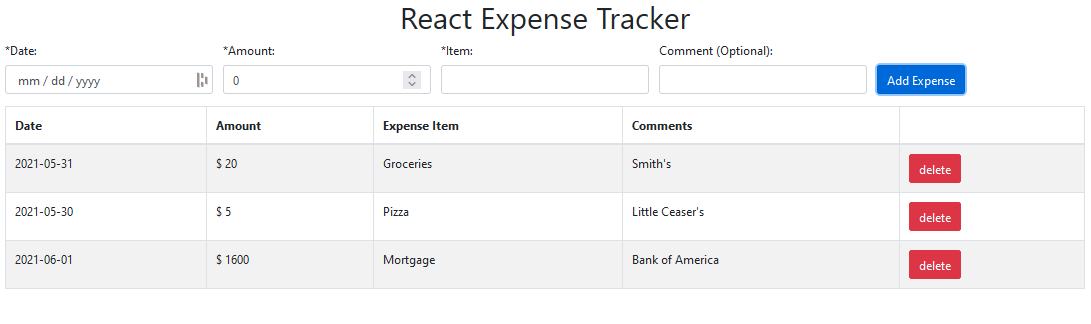 React Expense Tracker
*Date: *Amount: *Item: Comment (Optional):
mm / dd / yyyy 0 Add Expense
Date Amount Expense Item Comments
2021-05-31 $ 20 Groceries Smith's delete
2021-05-30 $ 5 Pizza Little Ceaser's delete
2021-06-01 $ 1600 Mortgage Bank of America delete